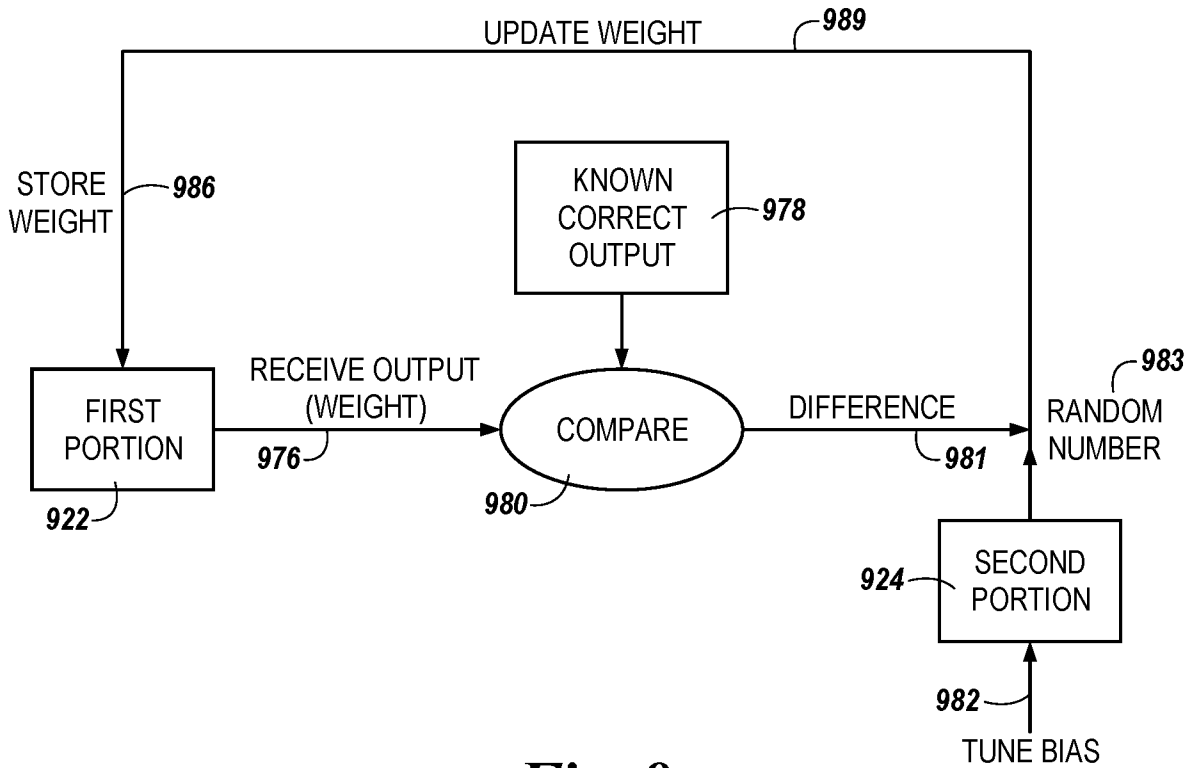 UPDATE WEIGHT
989
STORE
WEIGHT
986
KNOWN
CORRECT
OUTPUT
978
FIRST
PORTION
922
RECEIVE OUTPUT
(WEIGHT)
976
COMPARE
980
DIFFERENCE
981
983
RANDOM
NUMBER
SECOND
PORTION
924
982
TUNE BIAS